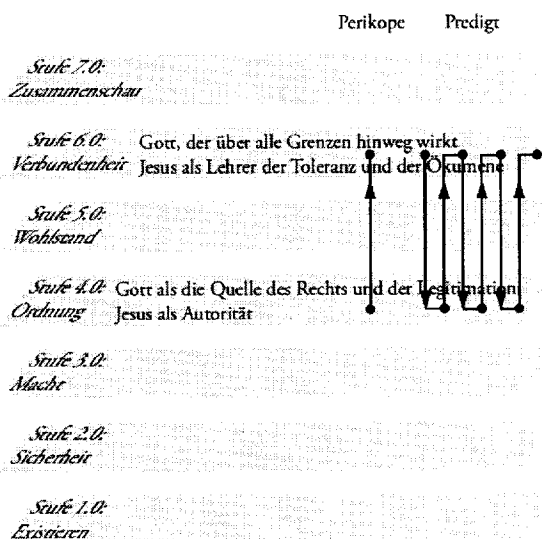 Perikope Predigt
Stufe 7.0:
Zusammenschau
Stufe 6.0: Gott, der über alle Grenzen hinweg wirkt
Verbundenheit Jesus als Lehrer der Toleranz und der Ökumene
Stufe 5.0:
Wohlstand
Stufe 4.0: Gott als die Quelle des Rechts und der Legitimation
Ordnung Jesus als Autorität
Stufe 3.0:
Macht
Stufe 2.0:
Sicherheit
Stufe 1.0:
Existieren